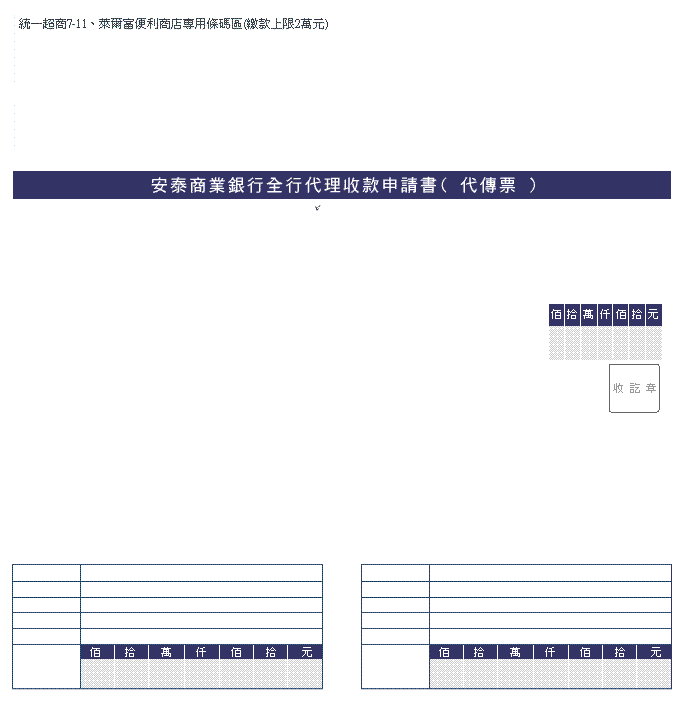 統一超商7-11、萊爾富便利商店專用條碼區(繳款上限2萬元)
安泰商業銀行全行代理收款申請書( 代傳票 )
佰 拾 萬 仟 佰 拾 元
收訖章
佰 拾 萬 仟 佰 拾 元
佰 拾 萬 仟 佰 拾 元